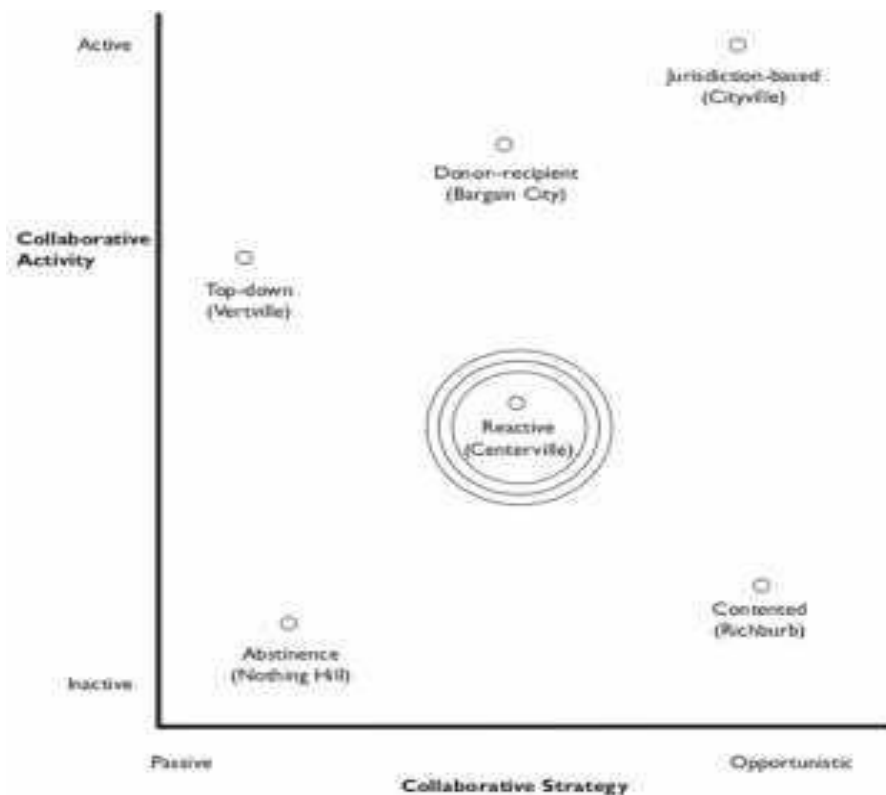 Active
Jurisdiction-based
(Cityville)
Donor-recipient
(Bargain City)
Collaborative
Activity
Top-down
(Vertville)
Reactive
(Centerville)
Contented
(Richburb)
Abstinence
(Nothing Hill)
Inactive
Passive
Opportunistic
Collaborative Strategy